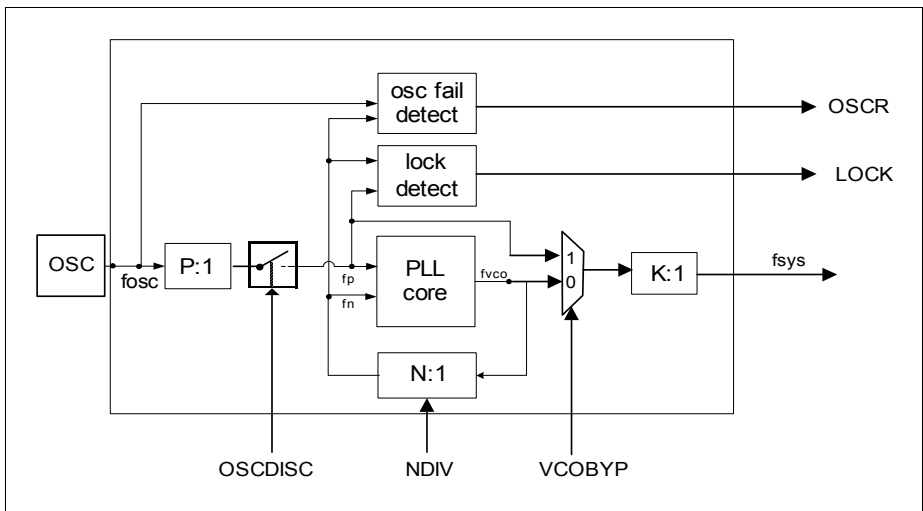 osc fail
detect
OSCR
lock
detect
LOCK
OSC
fosc
P:1
fp
fn
PLL
core
fvco
1
0
K:1
fsys
N:1
OSCDISC
NDIV
VCOBYP